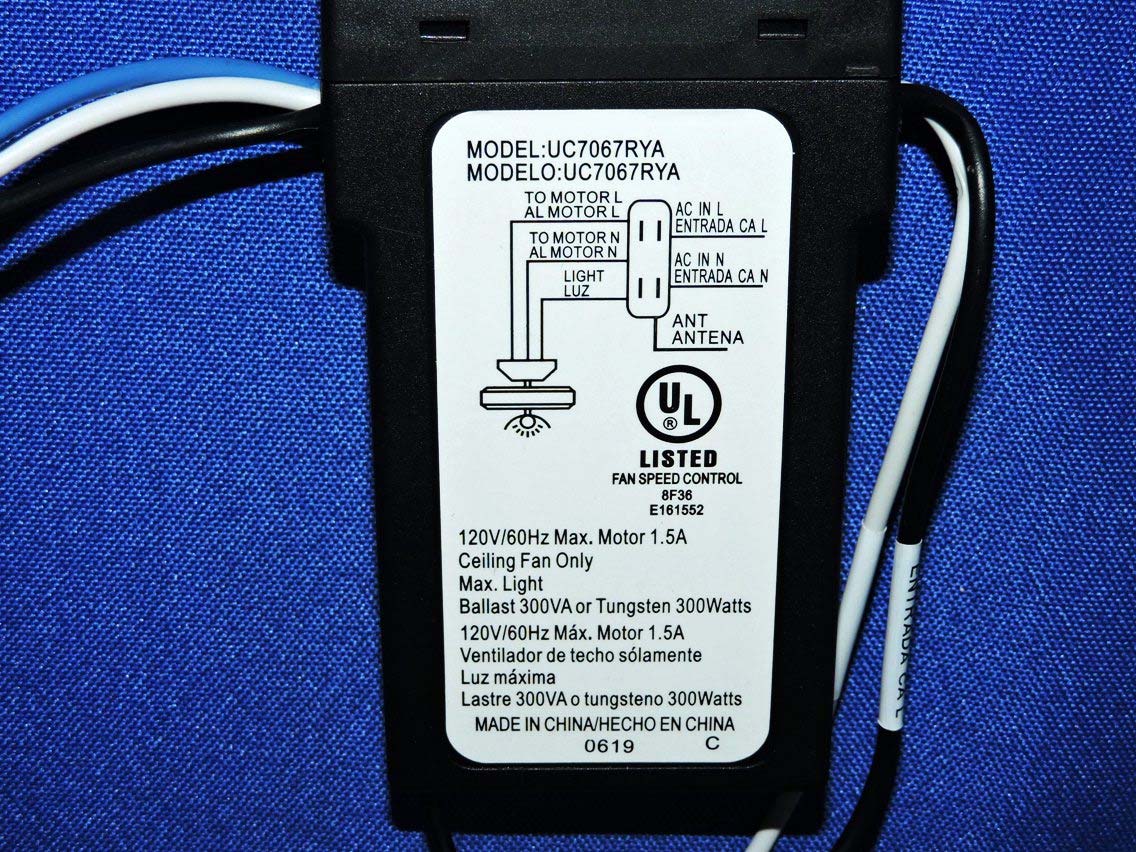 MODEL:UC7067RYA
MODELO:UC7067RYA
TO MOTOR L
AL MOTOR L
TO MOTOR N
AL MOTOR N
LIGHT
LUZ
AC IN L
ENTRADA CA L
AC IN N
ENTRADA CA N
ANT
ANTENA
UL
®
LISTED
FAN SPEED CONTROL
8F36
E161552
120V/60Hz Max. Motor 1.5A
Ceiling Fan Only
Max. Light
Ballast 300VA or Tungsten 300Watts
120V/60Hz Máx. Motor 1.5A
Ventilador de techo sólamente
Luz máxima
Lastre 300VA o tungsteno 300Watts
MADE IN CHINA/HECHO EN CHINA
0619 C
ENTRADA CA L